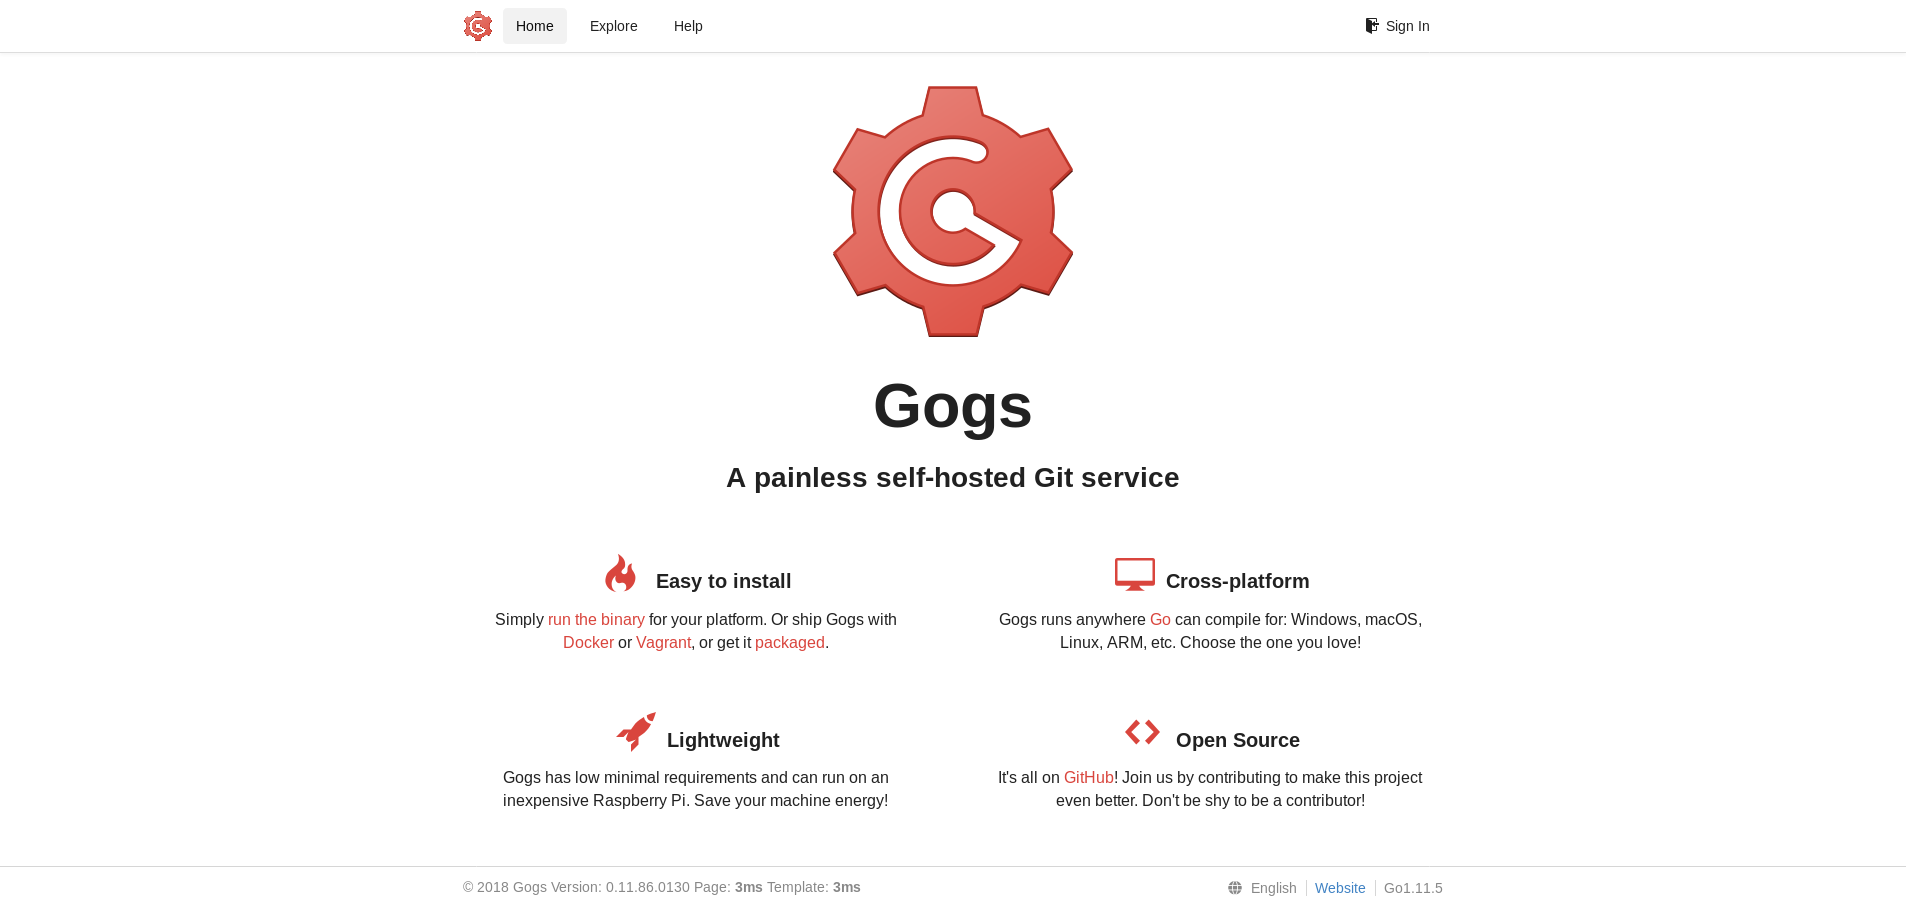 Home Explore Help Sign In
Gogs
A painless self-hosted Git service
Easy to install
Simply run the binary for your platform. Or ship Gogs with
Docker or Vagrant, or get it packaged.
Cross-platform
Gogs runs anywhere Go can compile for: Windows, macOS,
Linux, ARM, etc. Choose the one you love!
Lightweight
Gogs has low minimal requirements and can run on an
inexpensive Raspberry Pi. Save your machine energy!
Open Source
It's all on GitHub! Join us by contributing to make this project
even better. Don't be shy to be a contributor!
© 2018 Gogs Version: 0.11.86.0130 Page: 3ms Template: 3ms English Website Go1.11.5